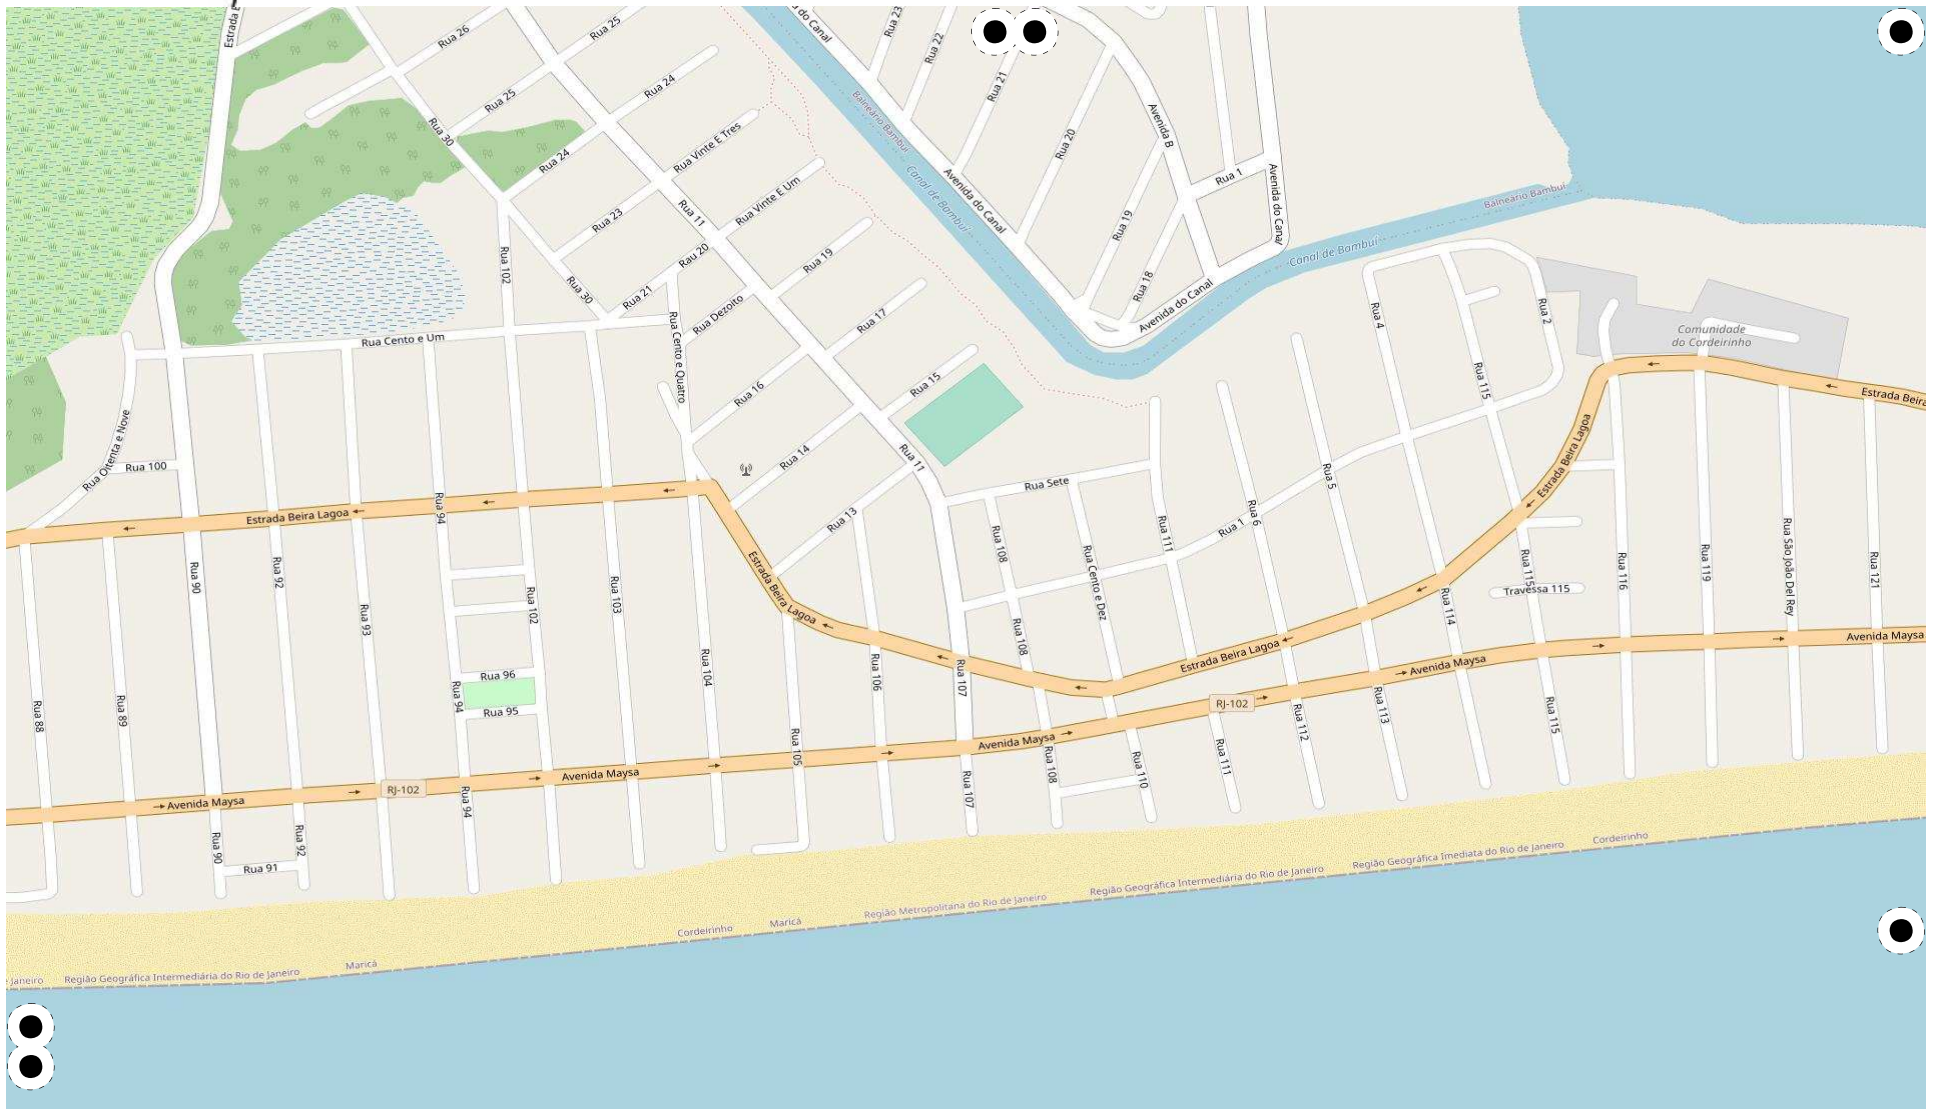 Estrada B
Rua 26
Rua 25
do Canal
Rua 23
Rua 22
Rua 21
Rua 25
Rua 24
Rua 30
Rua Vinte E Tres
Rua 24
Balneário Bambuí
Rua 20
Avenida B
Rua 1
Avenida do Canal
Canal de Bambuí
Avenida do Canal
Rua Vinte E Um
Rua 11
Rua 23
Rua 19
Rua 18
Balneário Bambuí
Canal de Bambuí
Rua 102
Rau 20
Rua 19
Rua 30
Rua 21
Rua Dezoito
Rua 17
Avenida do Canal
Rua 4
Rua 2
Comunidade
do Cordeirinho
Rua Cento e Um
Rua Cento e Quatro
Rua 16
Rua 15
Rua 115
Estrada Beira
Rua Oitenta e Nove
Rua 100
Rua 14
Rua 11
Rua Sete
Rua 5
Rua 6
Estrada Beira Lagoa
Estrada Beira Lagoa
Rua 94
Rua 13
Rua 1
Rua 111
Rua 108
Rua 90
Rua 92
Rua 93
Rua 102
Rua 103
Estrada Beira Lagoa
Rua Cento e Dez
Rua 115
Travessa 115
Rua 116
Rua 119
Rua São João Del Rey
Rua 121
Rua 114
Rua 108
Rua 104
Rua 106
Rua 107
Estrada Beira Lagoa
Avenida Maysa
Avenida Maysa
Rua 88
Rua 89
Rua 96
Rua 94
Rua 95
RJ-102
Rua 113
Rua 112
Rua 115
Rua 105
Avenida Maysa
Rua 108
Rua 111
Rua 110
Avenida Maysa
Rua 107
RJ-102
Avenida Maysa
Rua 94
Rua 90
Rua 92
Rua 91
Cordeirinho
Região Geográfica Imediata do Rio de Janeiro
Região Geográfica Intermediária do Rio de Janeiro
Região Metropolitana do Rio de Janeiro
Maricá
Cordeirinho
Maricá
Região Geográfica Intermediária do Rio de Janeiro
e Janeiro